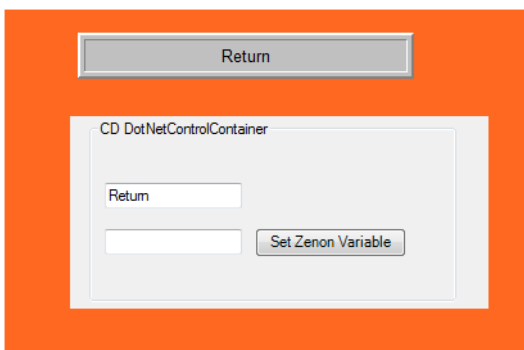 Return
CD DotNetControlContainer
Return
Set Zenon Variable